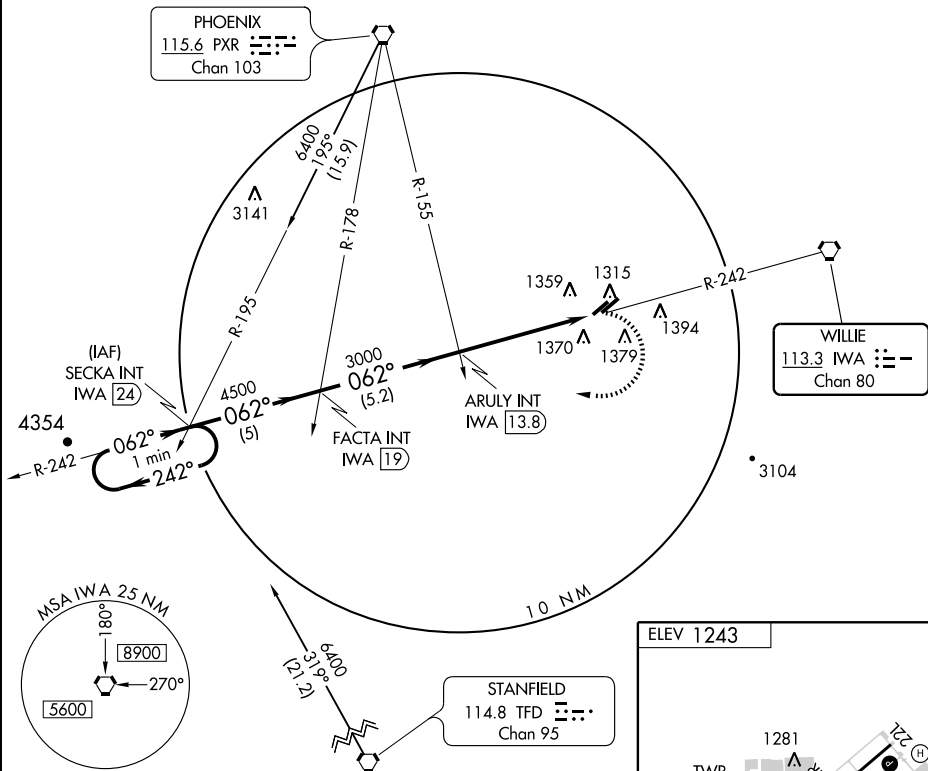 PHOENIX
115.6 PXR
Chan 103
6400
195°
(15.9)
3141
R-178
R-155
R-195
1359
1315
R-242
1394
1370
1379
WILLIE
113.3 IWA
Chan 80
(IAF)
SECKA INT
IWA 24
4500
062°
(5)
3000
062°
(5.2)
ARULY INT
IWA 13.8
FACTA INT
IWA 19
4354
R-242
062°
1 min
242°
3104
10 NM
MSA IWA 25 NM
180°
8900
270°
5600
6400
319°
(21.2)
STANFIELD
114.8 TFD
Chan 95
ELEV 1243
1281
TWR
22L
H